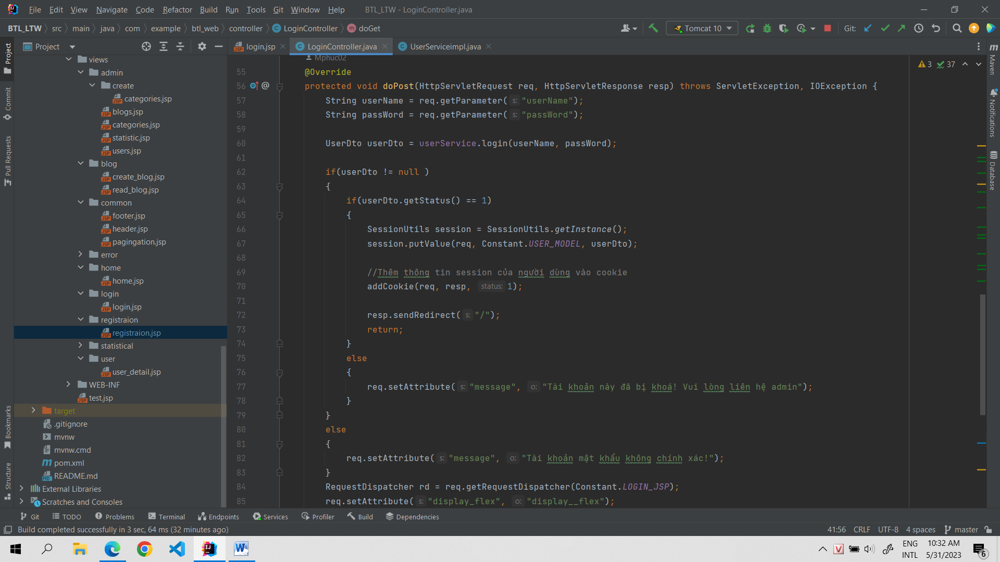 File Edit View Navigate Code Refactor Build Run Tools Git Window Help BTL_LTW - LoginController.java
BTL_LTW src main java com example btl_web controller LoginController doGet Tomcat 10 Git:
Project
login.jsp LoginController.java UserServiceimpl.java
Project
Commit
Pull Requests
Bookmarks
Structure
views
admin
create
categories.jsp
blogs.jsp
categories.jsp
statistic.jsp
users.jsp
blog
create_blog.jsp
read_blog.jsp
common
footer.jsp
header.jsp
pagingation.jsp
error
home
home.jsp
login
login.jsp
registraion
registraion.jsp
statistical
user
user_detail.jsp
WEB-INF
test.jsp
target
.gitignore
mvnw
mvnw.cmd
pom.xml
README.md
External Libraries
Scratches and Consoles
Mphuc02
3 37
55 @Override
56 @ protected void doPost(HttpServletRequest req, HttpServletResponse resp) throws ServletException, IOException {
57 String userName = req.getParameter( s: "userName");
58 String passWord = req.getParameter( s: "passWord");
59
60 UserDto userDto = userService.login(userName, passWord);
61
62 if(userDto != null )
63 {
64 if(userDto.getStatus() == 1)
65 {
66 SessionUtils session = SessionUtils.getInstance();
67 session.putValue(req, Constant.USER_MODEL, userDto);
68
69 //Thêm thông tin session của người dùng vào cookie
70 addCookie(req, resp, status: 1);
71
72 resp.sendRedirect( s: "/");
73 return;
74 }
75 else
76 {
77 req.setAttribute( s: "message", o: "Tài khoản này đã bị khoá! Vui lòng liên hệ admin");
78 }
79 }
80 else
81 {
82 req.setAttribute( s: "message", o: "Tài khoản mật khẩu không chính xác!");
83 }
84 RequestDispatcher rd = req.getRequestDispatcher(Constant.LOGIN_JSP);
85 req.setAttribute( s: "display_flex", o: "display__flex");
Maven
Notifications
Database
Git TODO Problems Terminal Endpoints Services Profiler Build Dependencies
Build completed successfully in 3 sec, 64 ms (32 minutes ago) 41:56 CRLF UTF-8 4 spaces master
ENG 10:32 AM
INTL 5/31/2023 6